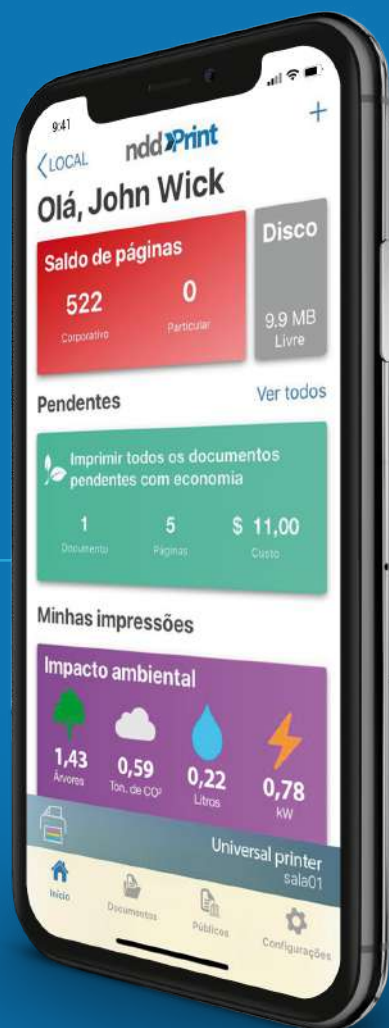 9:41
LOCAL
ndd Print
+
Olá, John Wick
Saldo de páginas
522
0
Corporativo
Particular
Disco
9.9 MB
Livre
Pendentes
Ver todos
Imprimir todos os documentos
pendentes com economia
1
5
$ 11,00
Documento
Páginas
Custo
Minhas impressões
Impacto ambiental
1,43
0,59
0,22
0,78
Árvores
Ton. de CO²
Litros
kW
Universal printer
sala01
Início
Documentos
Públicos
Configurações